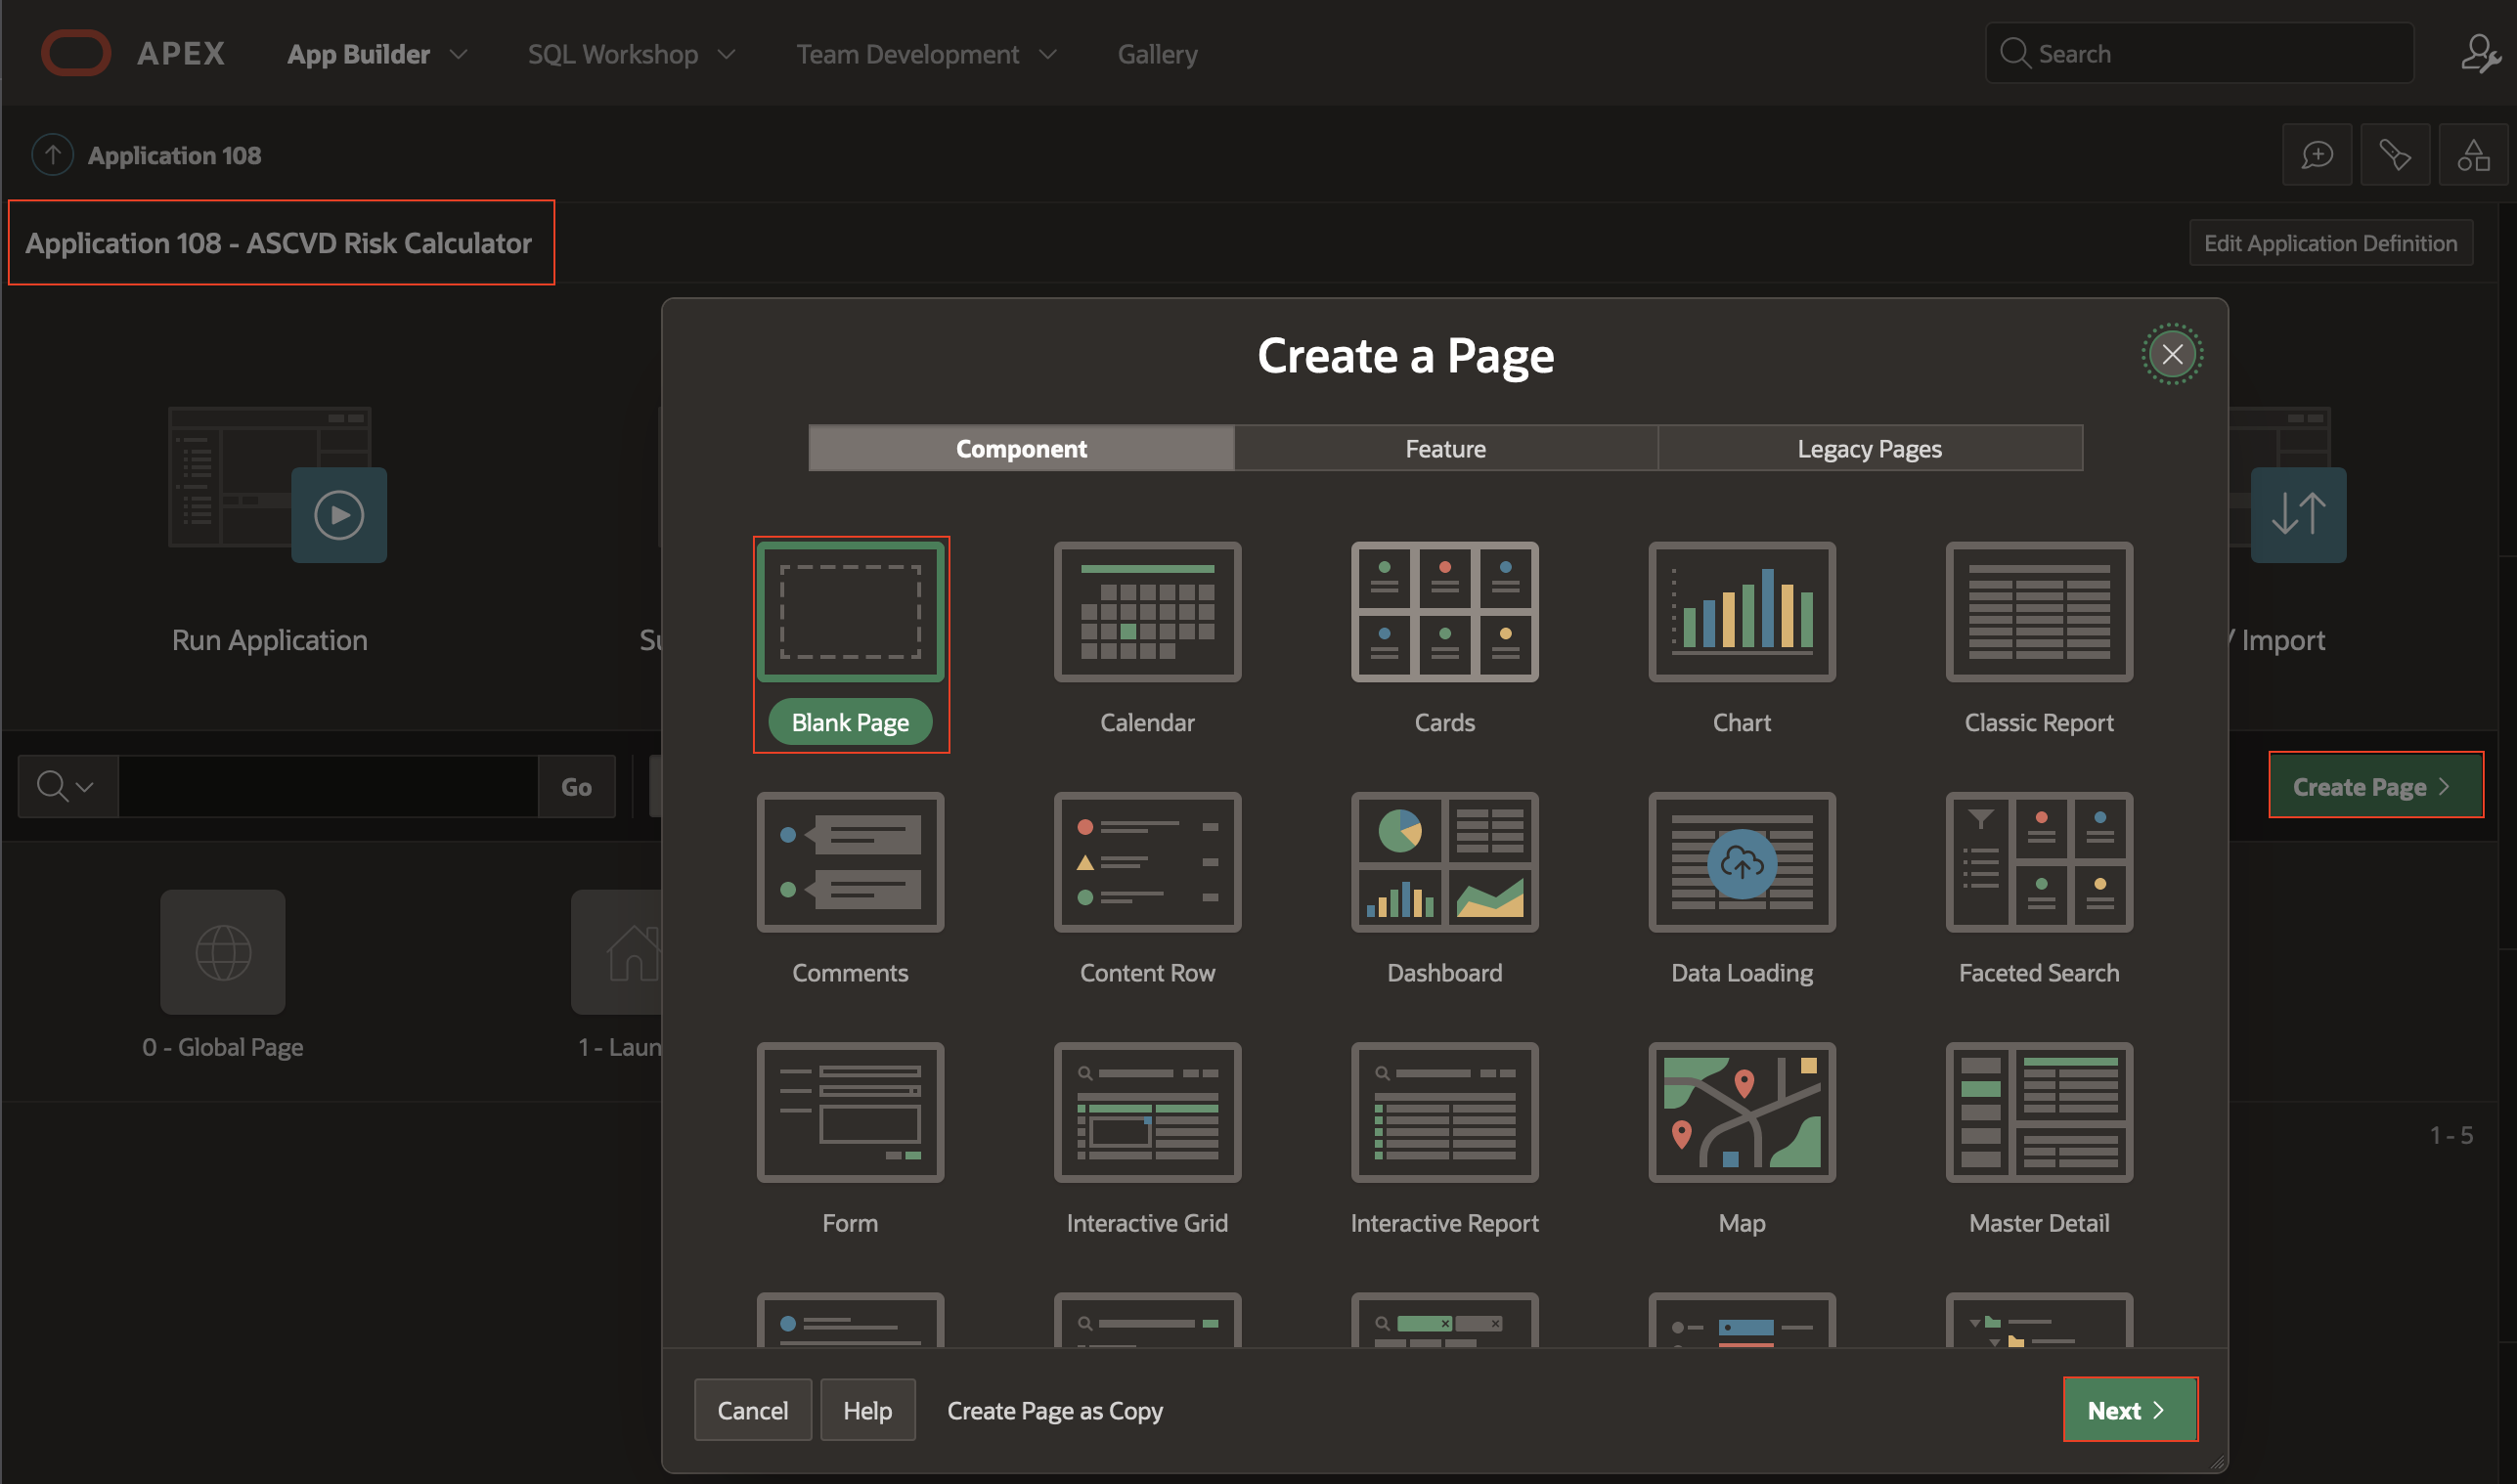 APEX
App Builder
SQL Workshop
Team Development
Gallery
Search
Application 108
Application 108 - ASCVD Risk Calculator
Edit Application Definition
Create a Page
Component
Feature
Legacy Pages
Run Application
Su
/ Import
Blank Page
Calendar
Cards
Chart
Classic Report
Go
Create Page
Comments
Content Row
Dashboard
Data Loading
Faceted Search
0 - Global Page
1 - Laun
1 - 5
Form
Interactive Grid
Interactive Report
Map
Master Detail
Cancel
Help
Create Page as Copy
Next